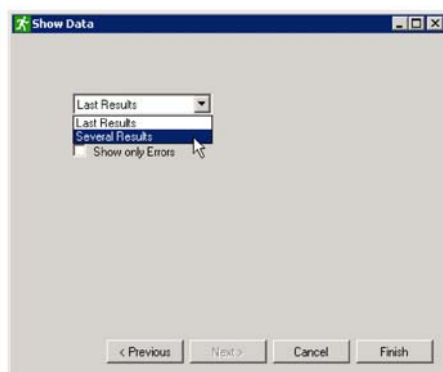 Show Data
Last Results
Last Results
Several Results
Show only Errors
< Previous Next > Cancel Finish